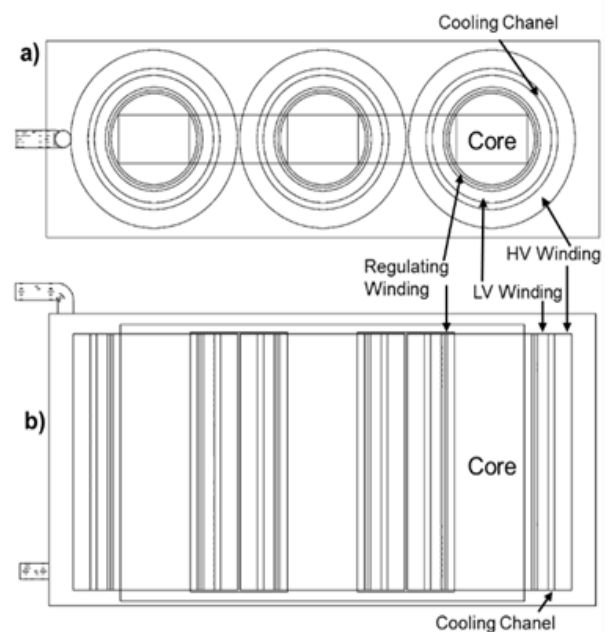 Cooling Chanel
a)
Core
Regulating
Winding
LV Winding
HV Winding
b)
Core
Cooling Chanel